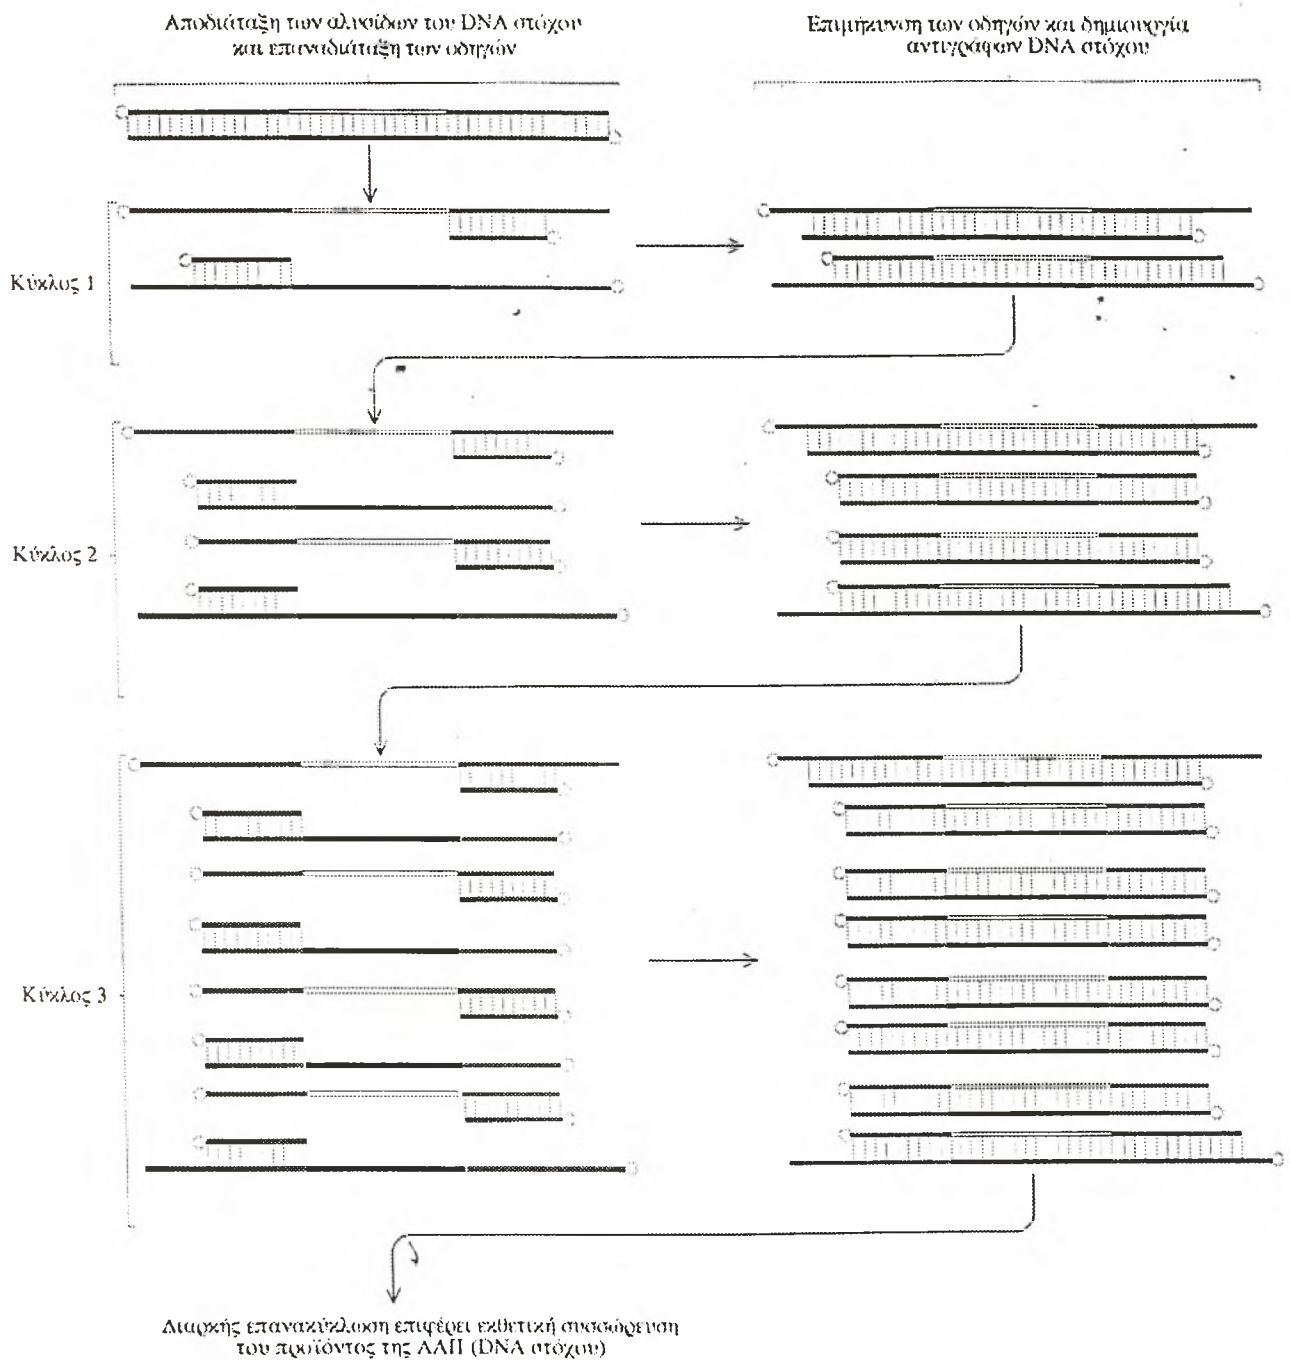 Αποδιάταξη των αλυσίδων του DNA στόχου
και επαναδιάταξη των οδηγών
Επιμήκυνση των οδηγών και δημιουργία
αντιγράφων DNA στόχου
Κύκλος 1
Κύκλος 2
Κύκλος 3
Διαρκής επανακύκλωση επιφέρει εκθετική συσσώρευση
του προϊόντος της ΑΑΠ (DNA στόχου)